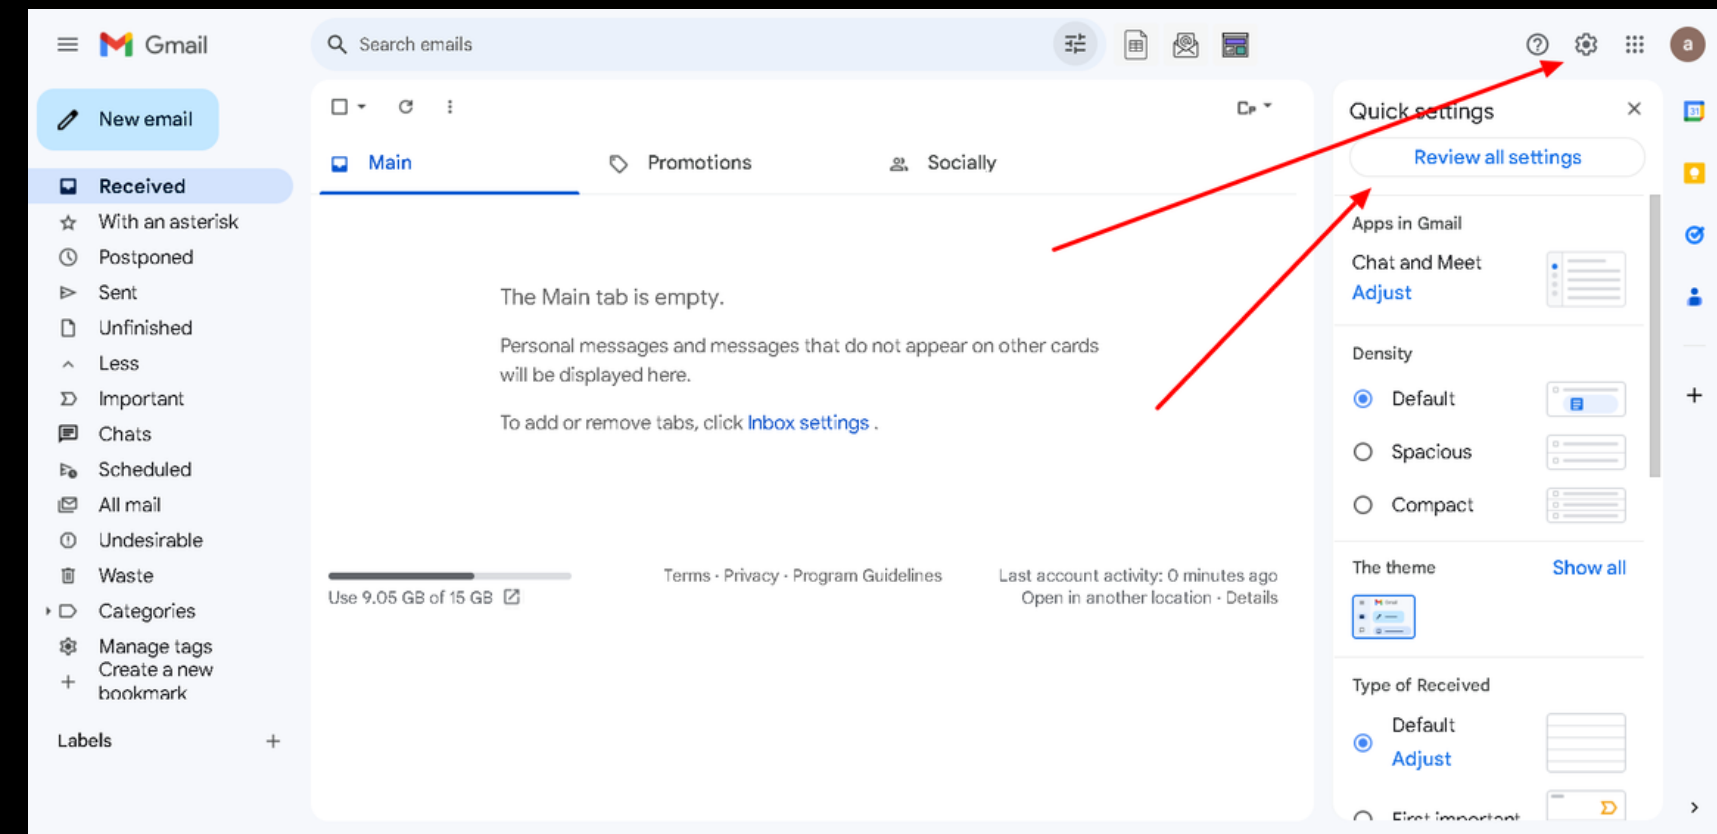 Gmail
Search emails
a
New email
Quick settings
Review all settings
Main
Promotions
Socially
Received
With an asterisk
Postponed
Sent
Unfinished
Less
Important
Chats
Scheduled
All mail
Undesirable
Waste
Categories
Manage tags
Create a new
bookmark
Labels
The Main tab is empty.
Personal messages and messages that do not appear on other cards
will be displayed here.
To add or remove tabs, click Inbox settings .
Use 9.05 GB of 15 GB
Terms · Privacy · Program Guidelines
Last account activity: 0 minutes ago
Open in another location · Details
Apps in Gmail
Chat and Meet
Adjust
Density
Default
Spacious
Compact
The theme
Show all
Type of Received
Default
Adjust
First important
31